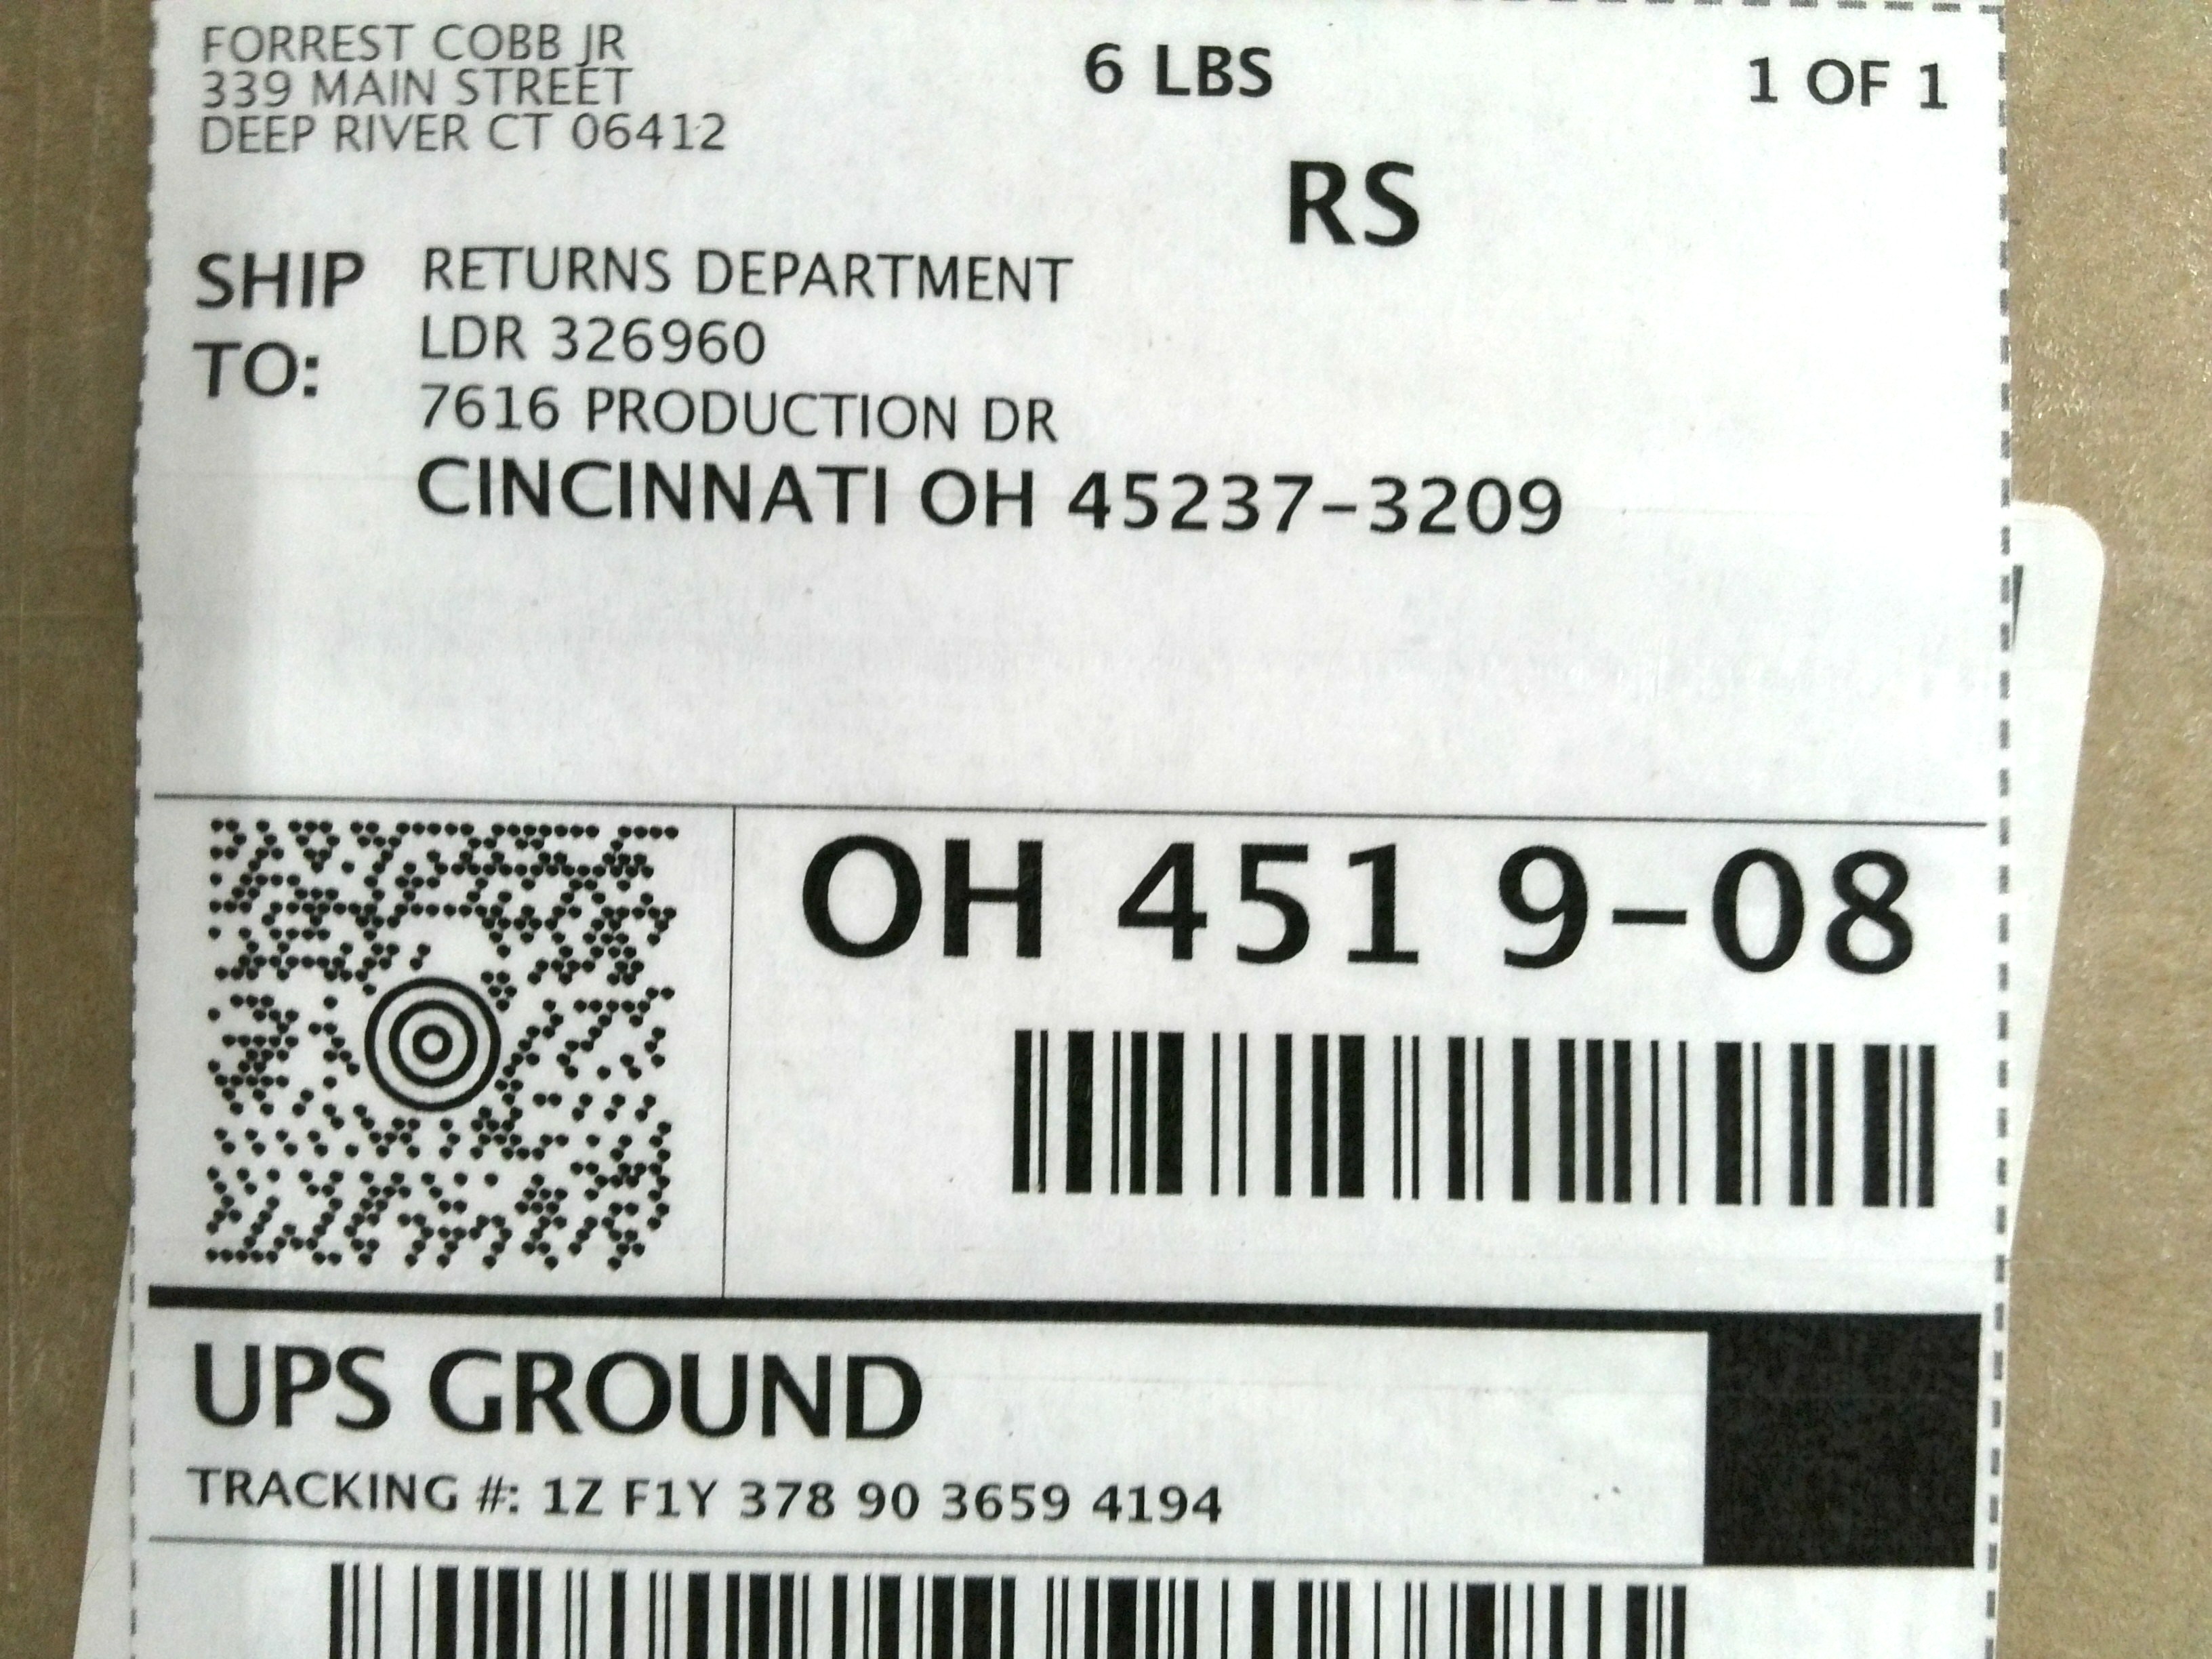 FORREST COBB JR
339 MAIN STREET
DEEP RIVER CT 06412
6 LBS
1 OF 1
RS
SHIP TO:
RETURNS DEPARTMENT
LDR 326960
7616 PRODUCTION DR
CINCINNATI OH 45237-3209
OH 451 9-08
UPS GROUND
TRACKING #: 1Z F1Y 378 90 3659 4194